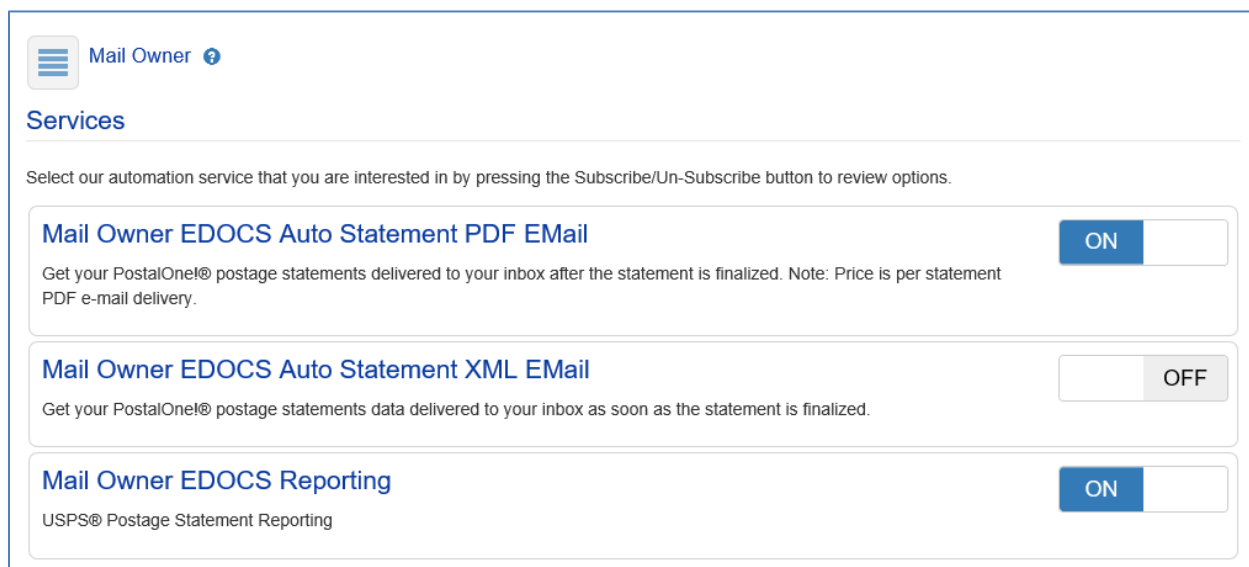 Mail Owner ?
Services
Select our automation service that you are interested in by pressing the Subscribe/Un-Subscribe button to review options.
Mail Owner EDOCS Auto Statement PDF EMail
ON
Get your PostalOne!® postage statements delivered to your inbox after the statement is finalized. Note: Price is per statement
PDF e-mail delivery.
Mail Owner EDOCS Auto Statement XML EMail
OFF
Get your PostalOne!® postage statements data delivered to your inbox as soon as the statement is finalized.
Mail Owner EDOCS Reporting
ON
USPS® Postage Statement Reporting